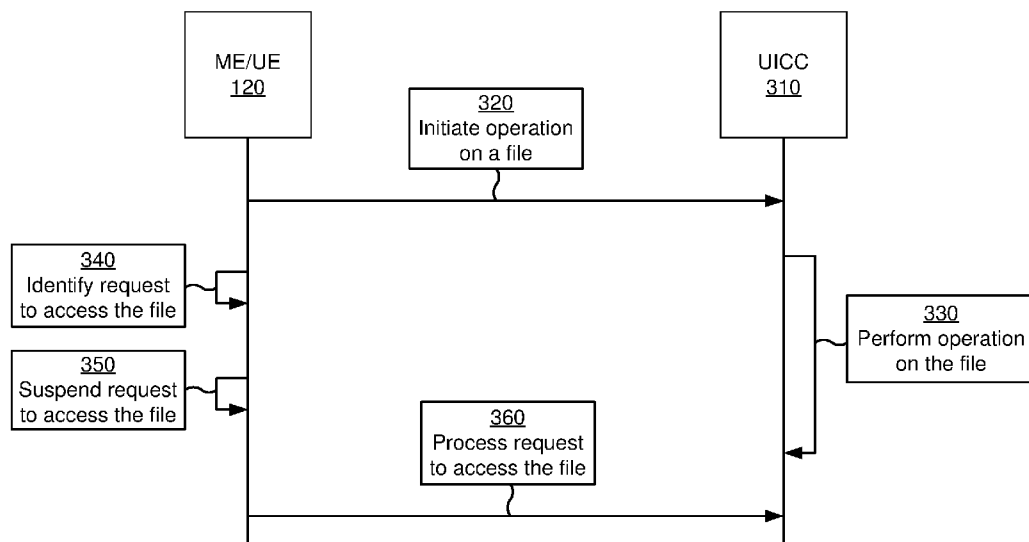 ME/UE
120
UICC
310
320
Initiate operation
on a file
340
Identify request
to access the file
330
Perform operation
on the file
350
Suspend request
to access the file
360
Process request
to access the file